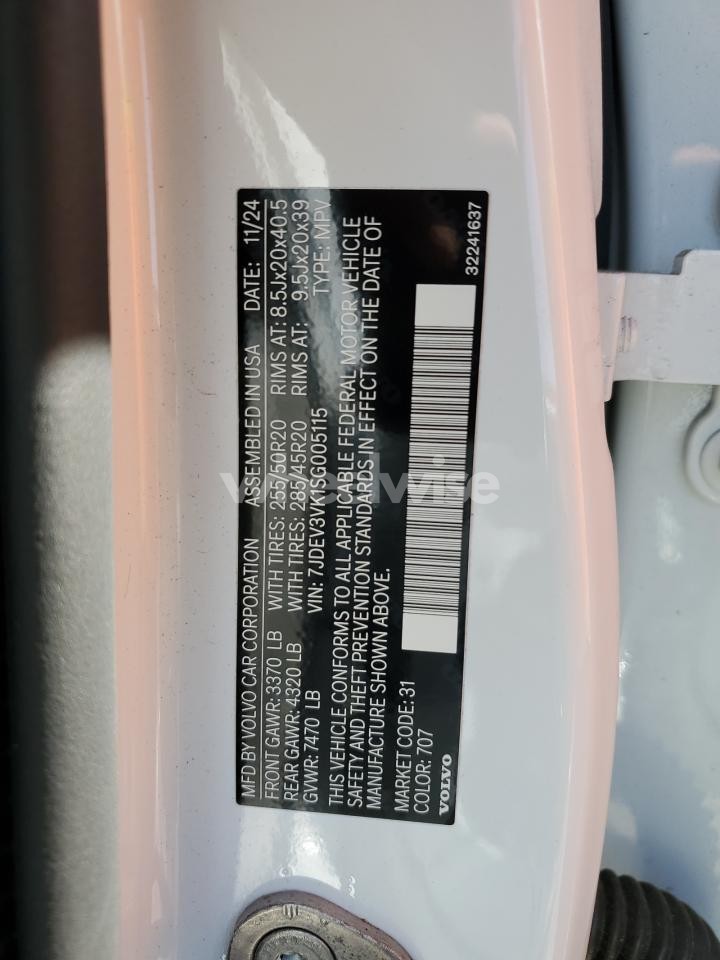 MFD BY VOLVO CAR CORPORATION ASSEMBLED IN USA DATE: 11/24
FRONT GAWR: 3370 LB WITH TIRES: 255/50R20 RIMS AT: 8.5Jx20x40.5
REAR GAWR: 4320 LB WITH TIRES: 285/45R20 RIMS AT: 9.5Jx20x39
GVWR: 7470 LB VIN: 7JDEV3VK1SG005115 TYPE: MPV
THIS VEHICLE CONFORMS TO ALL APPLICABLE FEDERAL MOTOR VEHICLE
SAFETY AND THEFT PREVENTION STANDARDS IN EFFECT ON THE DATE OF
MANUFACTURE SHOWN ABOVE.
MARKET CODE: 31
COLOR: 707
VOLVO 32241637